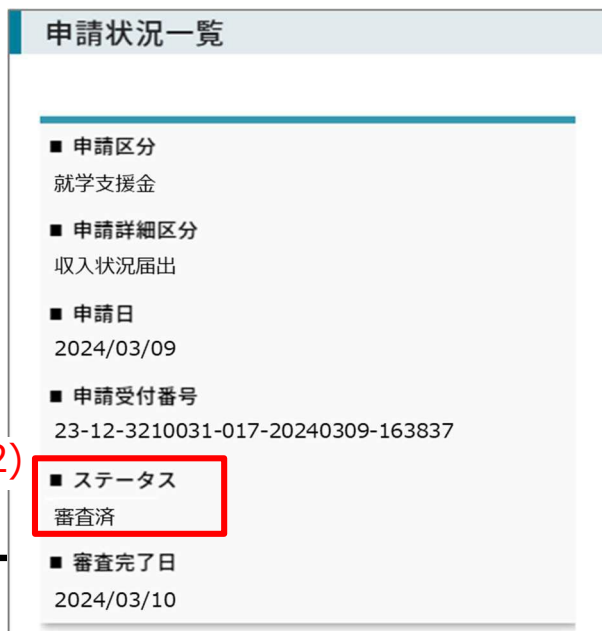 申請状況一覧
■ 申請区分
就学支援金
■ 申請詳細区分
収入状況届出
■ 申請日
2024/03/09
■ 申請受付番号
23-12-3210031-017-20240309-163837
2)
■ ステータス
審査済
■ 審査完了日
2024/03/10